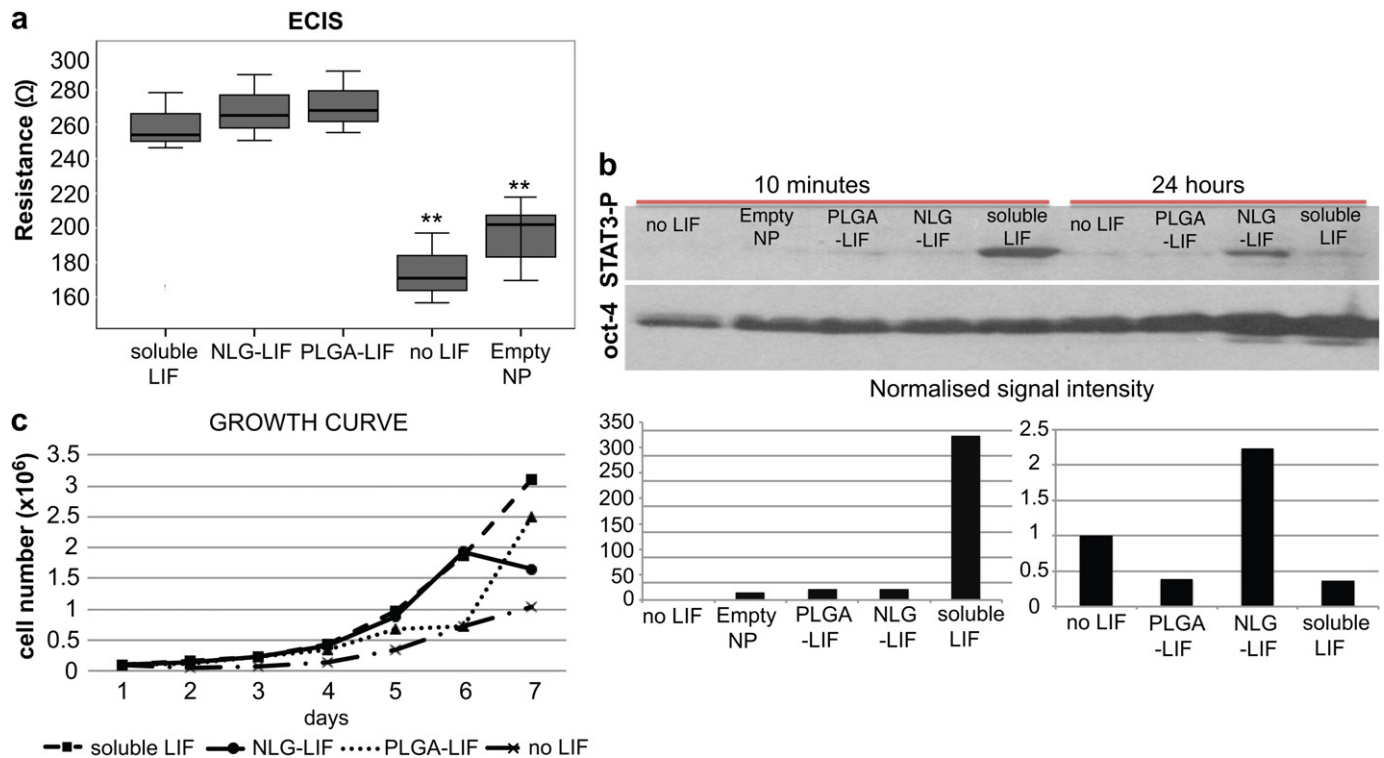 a
ECIS
Resistance (Ω)
300
280
260
240
220
200
180
160
**
**
soluble LIF
NLG-LIF
PLGA-LIF
no LIF
Empty NP
b
10 minutes
24 hours
STAT3-P
no LIF
Empty NP
PLGA -LIF
NLG -LIF
soluble LIF
no LIF
PLGA -LIF
NLG -LIF
soluble LIF
oct-4
Normalised signal intensity
350
300
250
200
150
100
50
0
no LIF
Empty NP
PLGA -LIF
NLG -LIF
soluble LIF
2.5
2
1.5
1
0.5
0
no LIF
PLGA -LIF
NLG -LIF
soluble LIF
c
GROWTH CURVE
cell number (x10⁶)
3.5
3
2.5
2
1.5
1
0.5
0
1 2 3 4 5 6 7
days
soluble LIF NLG-LIF PLGA-LIF no LIF